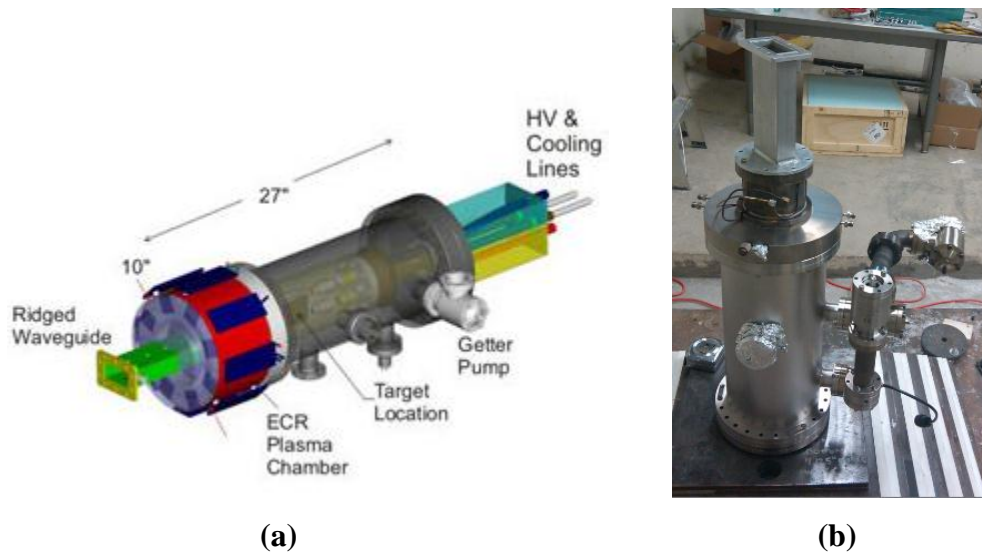 HV &
Cooling
Lines
27"
10"
Ridged
Waveguide
Getter
Pump
Target
Location
ECR
Plasma
Chamber
(a)
(b)